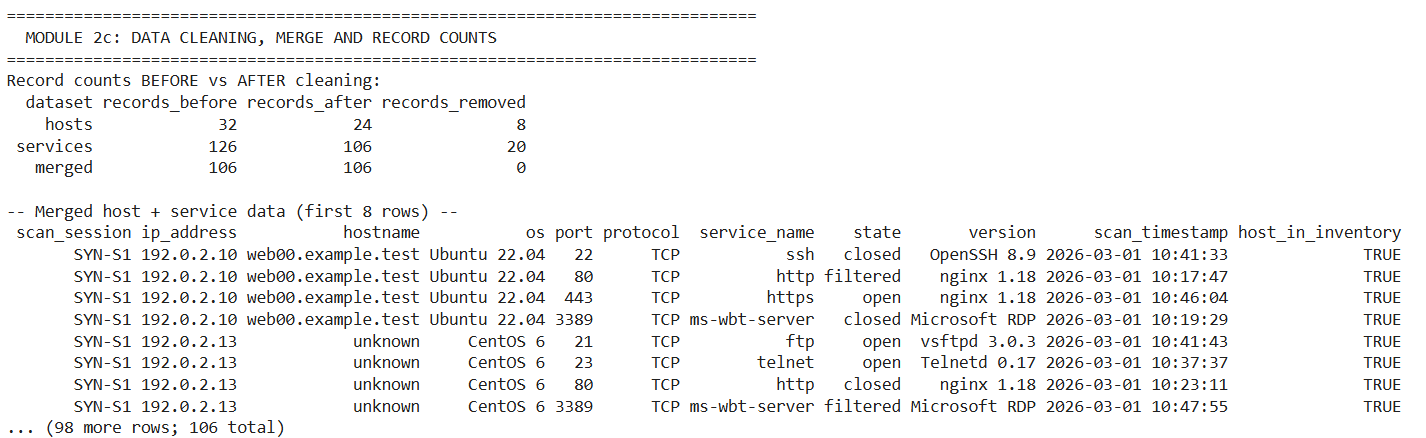 ==============================================================================
  MODULE 2c: DATA CLEANING, MERGE AND RECORD COUNTS
==============================================================================
Record counts BEFORE vs AFTER cleaning:
  dataset records_before records_after records_removed
    hosts             32            24               8
 services            126           106              20
   merged            106           106               0

-- Merged host + service data (first 8 rows) --
 scan_session ip_address         hostname           os port protocol  service_name    state       version      scan_timestamp host_in_inventory
       SYN-S1 192.0.2.10 web00.example.test Ubuntu 22.04   22      TCP           ssh   closed   OpenSSH 8.9 2026-03-01 10:41:33              TRUE
       SYN-S1 192.0.2.10 web00.example.test Ubuntu 22.04   80      TCP          http filtered    nginx 1.18 2026-03-01 10:17:47              TRUE
       SYN-S1 192.0.2.10 web00.example.test Ubuntu 22.04  443      TCP         https     open    nginx 1.18 2026-03-01 10:46:04              TRUE
       SYN-S1 192.0.2.10 web00.example.test Ubuntu 22.04 3389      TCP ms-wbt-server   closed Microsoft RDP 2026-03-01 10:19:29              TRUE
       SYN-S1 192.0.2.13            unknown     CentOS 6   21      TCP           ftp     open  vsftpd 3.0.3 2026-03-01 10:41:43              TRUE
       SYN-S1 192.0.2.13            unknown     CentOS 6   23      TCP        telnet     open  Telnetd 0.17 2026-03-01 10:37:37              TRUE
       SYN-S1 192.0.2.13            unknown     CentOS 6   80      TCP          http   closed    nginx 1.18 2026-03-01 10:23:11              TRUE
       SYN-S1 192.0.2.13            unknown     CentOS 6 3389      TCP ms-wbt-server filtered Microsoft RDP 2026-03-01 10:47:55              TRUE
... (98 more rows; 106 total)